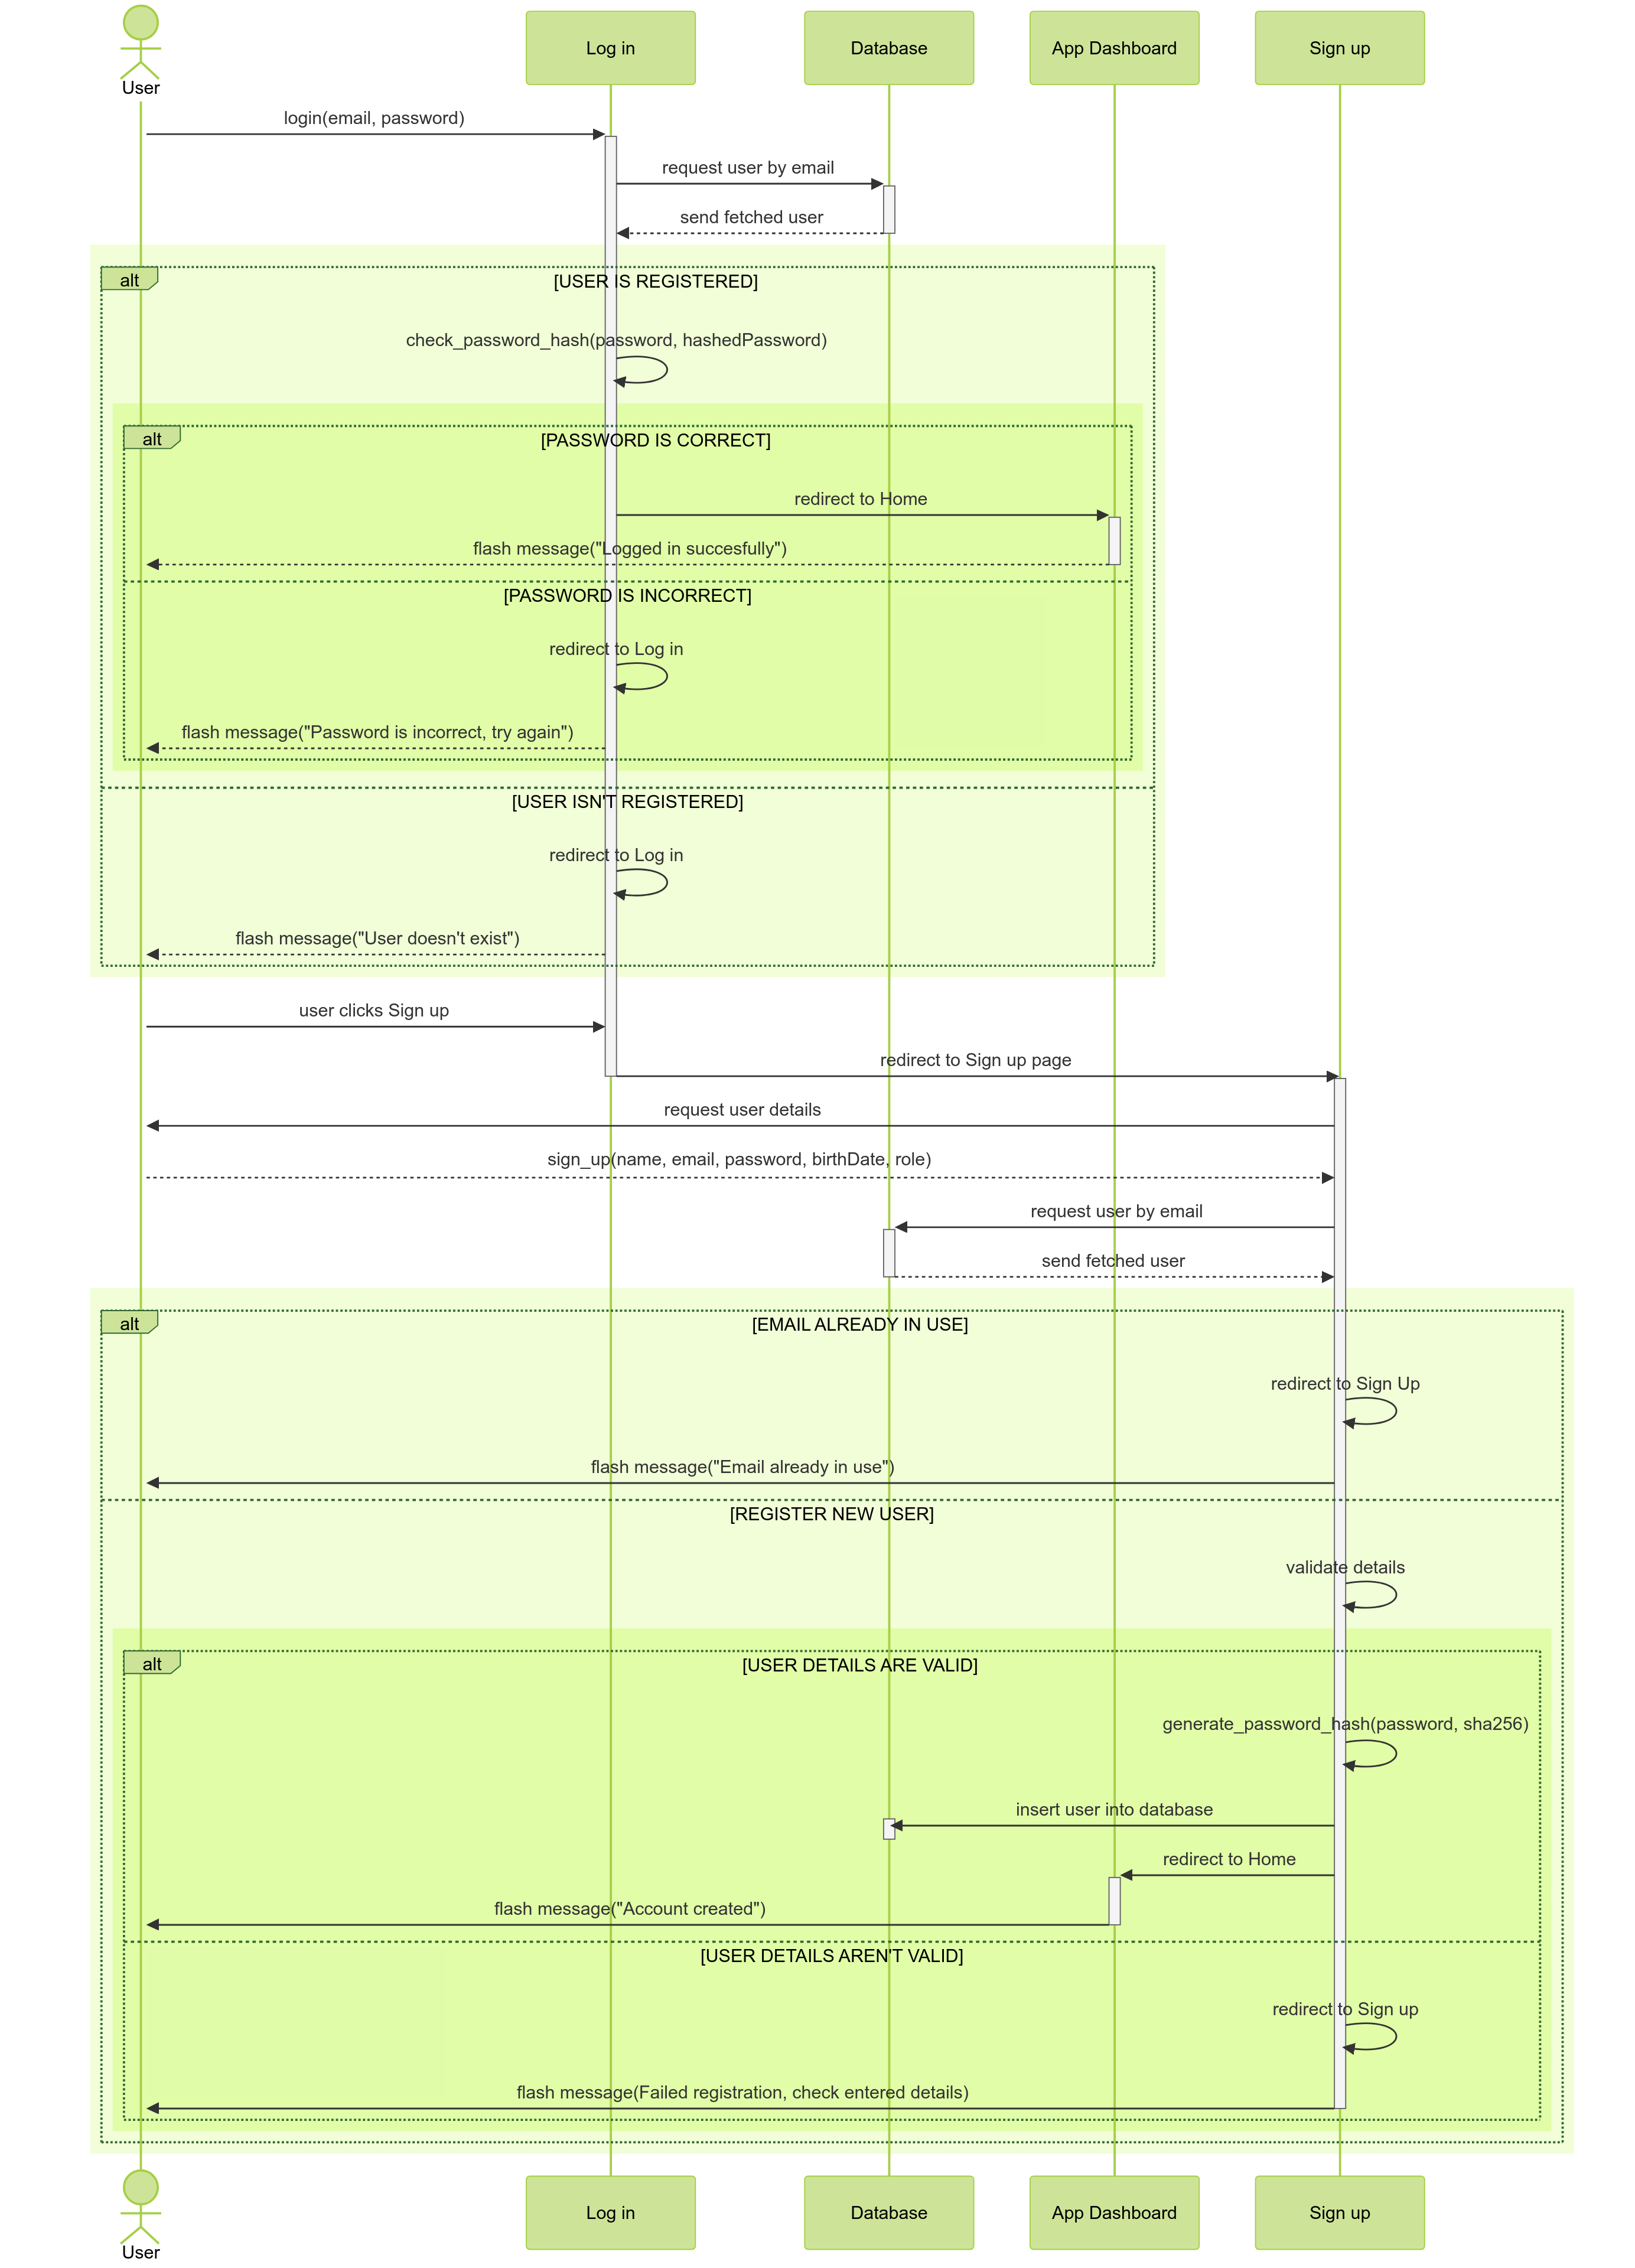 User
Log in
Database
App Dashboard
Sign up
login(email, password)
request user by email
send fetched user
alt
[USER IS REGISTERED]
check_password_hash(password, hashedPassword)
alt
[PASSWORD IS CORRECT]
redirect to Home
flash message("Logged in succesfully")
[PASSWORD IS INCORRECT]
redirect to Log in
flash message("Password is incorrect, try again")
[USER ISN'T REGISTERED]
redirect to Log in
flash message("User doesn't exist")
user clicks Sign up
redirect to Sign up page
request user details
sign_up(name, email, password, birthDate, role)
request user by email
send fetched user
alt
[EMAIL ALREADY IN USE]
redirect to Sign Up
flash message("Email already in use")
[REGISTER NEW USER]
validate details
alt
[USER DETAILS ARE VALID]
generate_password_hash(password, sha256)
insert user into database
redirect to Home
flash message("Account created")
[USER DETAILS AREN'T VALID]
redirect to Sign up
flash message(Failed registration, check entered details)
User
Log in
Database
App Dashboard
Sign up